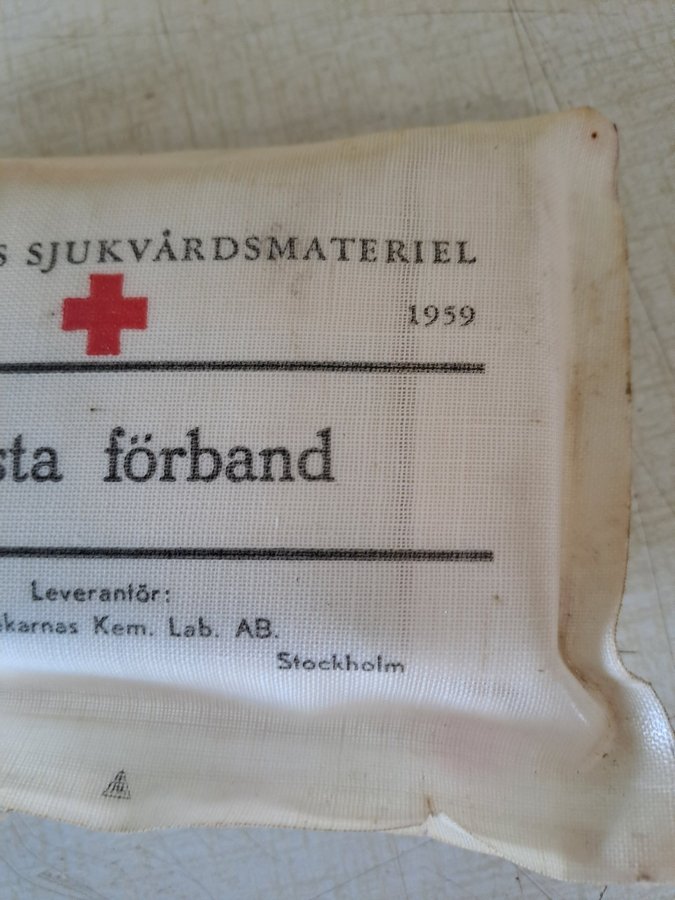 S SJUKVÅRDSMATERIEL
1959
sta förband
Leverantör:
karnas Kem. Lab. AB.
Stockholm